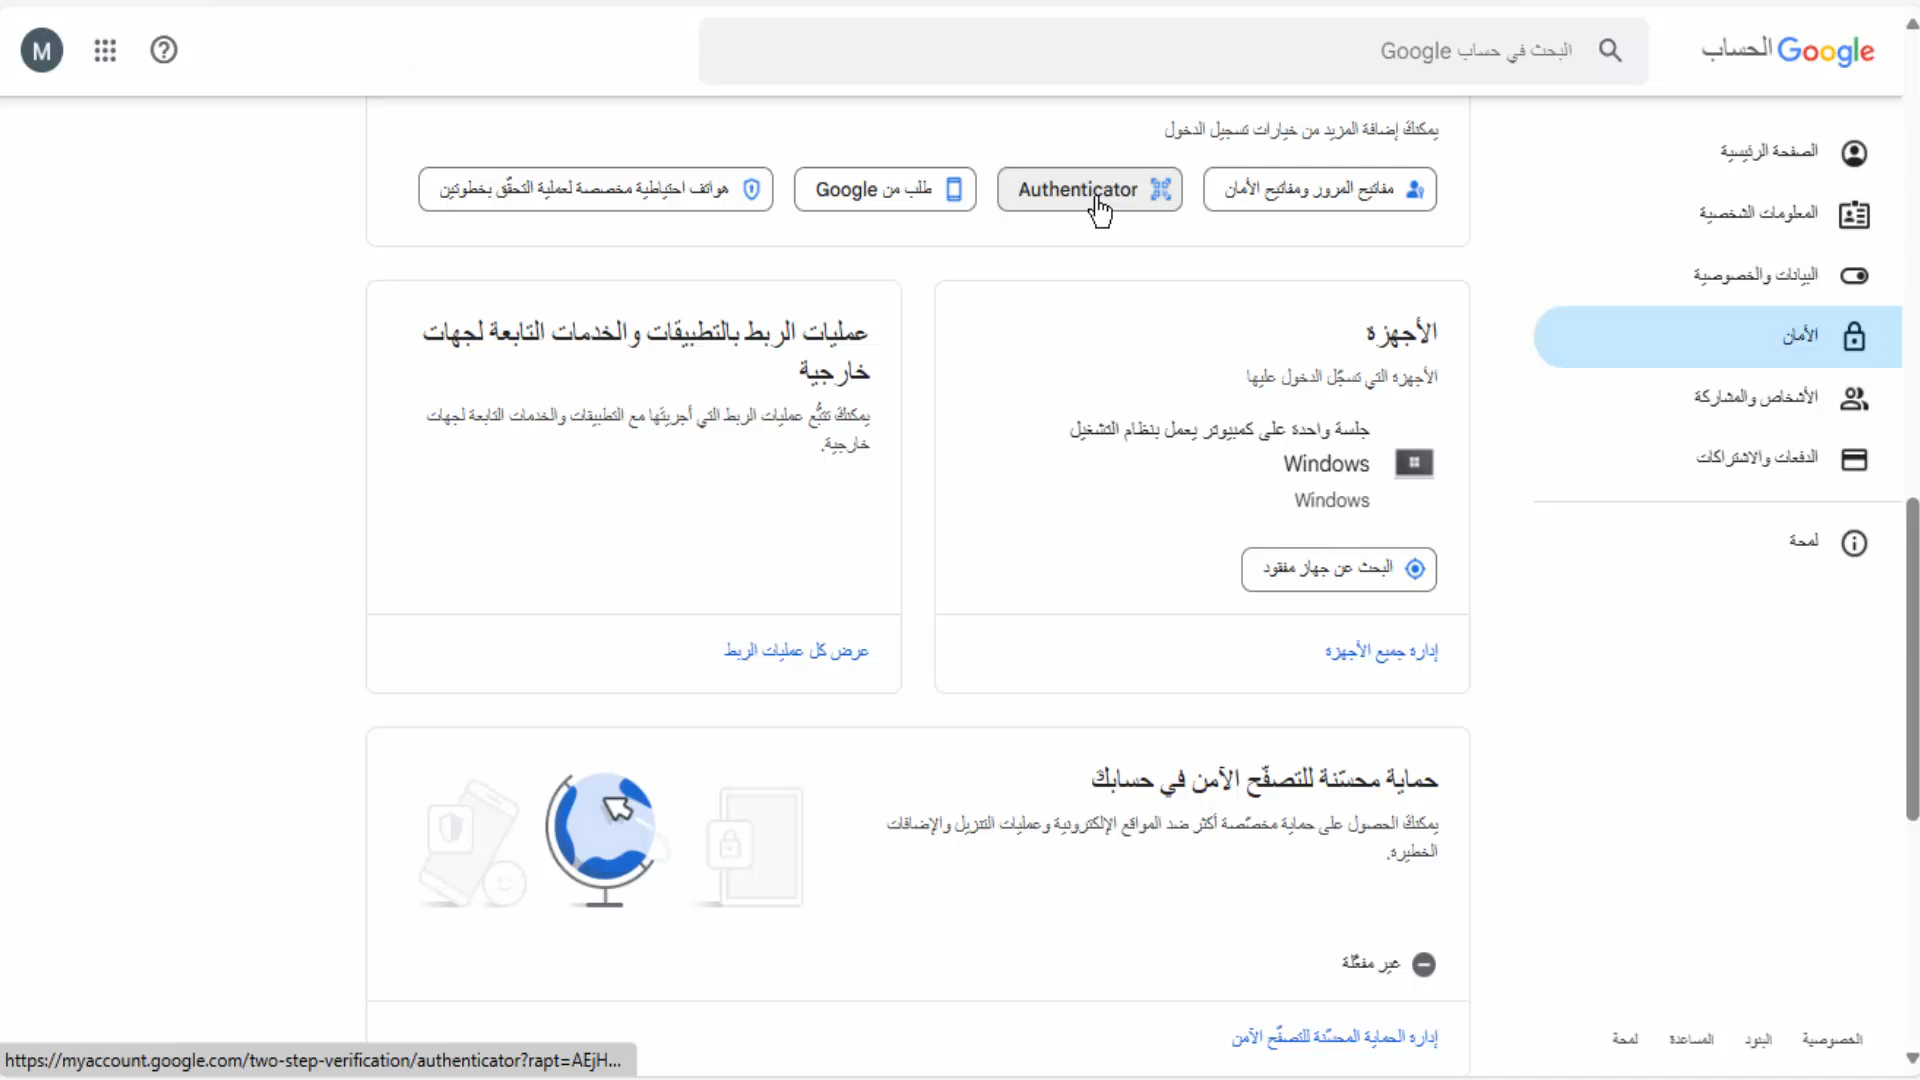 الحساب Google
البحث في حساب Google
M
الصفحة الرئيسية
المعلومات الشخصية
البيانات والخصوصية
الأمان
الأشخاص والمشاركة
الدفعات والاشتراكات
لمحة
يمكنك إضافة المزيد من خيارات تسجيل الدخول
مفاتيح المرور ومفاتيح الأمان
Authenticator
طلب من Google
هواتف احتياطية مخصصة لعملية التحقّق بخطوتين
الأجهزة
الأجهزة التي تسجّل الدخول عليها
جلسة واحدة على كمبيوتر يعمل بنظام التشغيل
Windows
Windows
البحث عن جهاز مفقود
إدارة جميع الأجهزة
عمليات الربط بالتطبيقات والخدمات التابعة لجهات
خارجية
يمكنك تتبُّع عمليات الربط التي أجريتَها مع التطبيقات والخدمات التابعة لجهات
خارجية.
عرض كل عمليات الربط
حماية محسّنة للتصفّح الآمن في حسابك
يمكنك الحصول على حماية مخصّصة أكثر ضد المواقع الإلكترونية وعمليات التنزيل والإضافات
الخطيرة.
غير مفعّلة
إدارة الحماية المحسّنة للتصفّح الآمن
الخصوصية
البنود
المساعدة
لمحة
https://myaccount.google.com/two-step-verification/authenticator?rapt=AEjH...